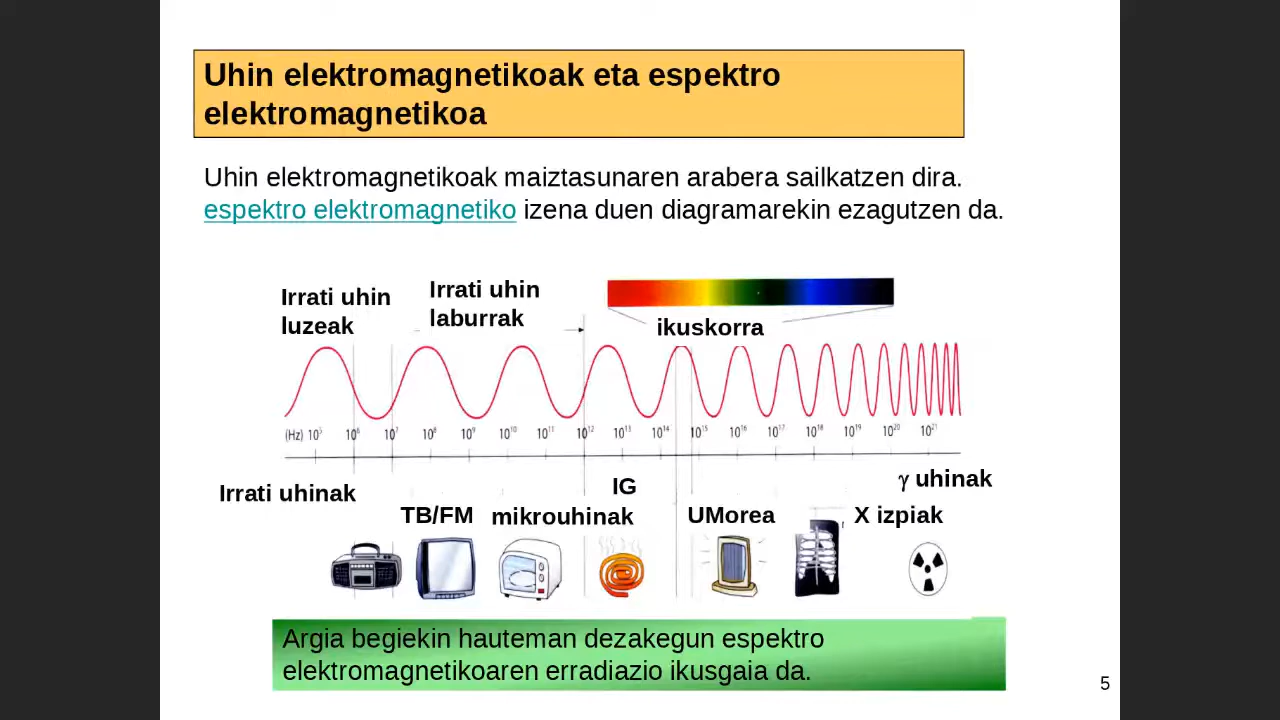 Uhin elektromagnetikoak eta espektro
elektromagnetikoa
Uhin elektromagnetikoak maiztasunaren arabera sailkatzen dira.
espektro elektromagnetiko izena duen diagramarekin ezagutzen da.
Irrati uhin
luzeak
Irrati uhin
laburrak
ikuskorra
(Hz) 10⁵ 10⁶ 10⁷ 10⁸ 10⁹ 10¹⁰ 10¹¹ 10¹² 10¹³ 10¹⁴ 10¹⁵ 10¹⁶ 10¹⁷ 10¹⁸ 10¹⁹ 10²⁰ 10²¹
Irrati uhinak
IG
γ uhinak
TB/FM
mikrouhinak
UMorea
X izpiak
Argia begiekin hauteman dezakegun espektro
elektromagnetikoaren erradiazio ikusgaia da.
5